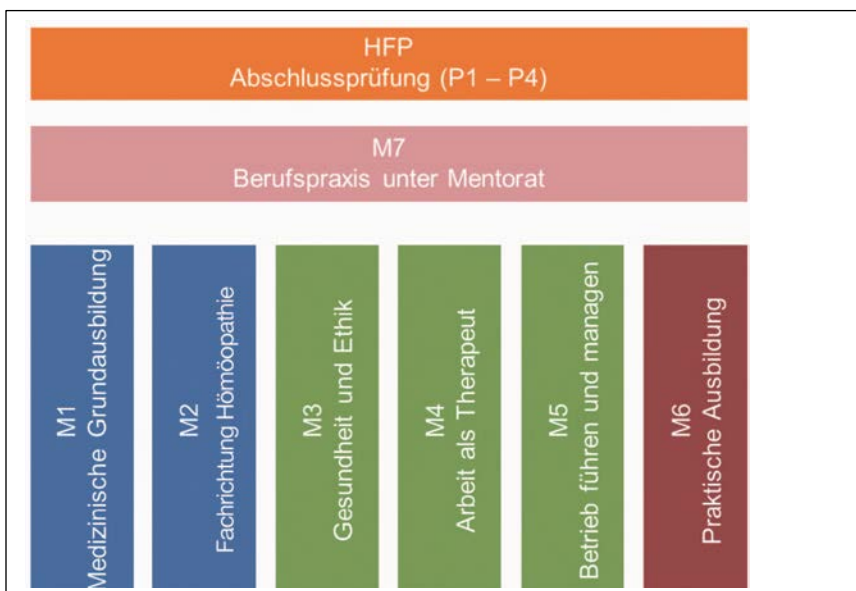 HFP
Abschlussprüfung (P1 – P4)
M7
Berufspraxis unter Mentorat
M1
Medizinische Grundausbildung
M2
Fachrichtung Hömöopathie
M3
Gesundheit und Ethik
M4
Arbeit als Therapeut
M5
Betrieb führen und managen
M6
Praktische Ausbildung